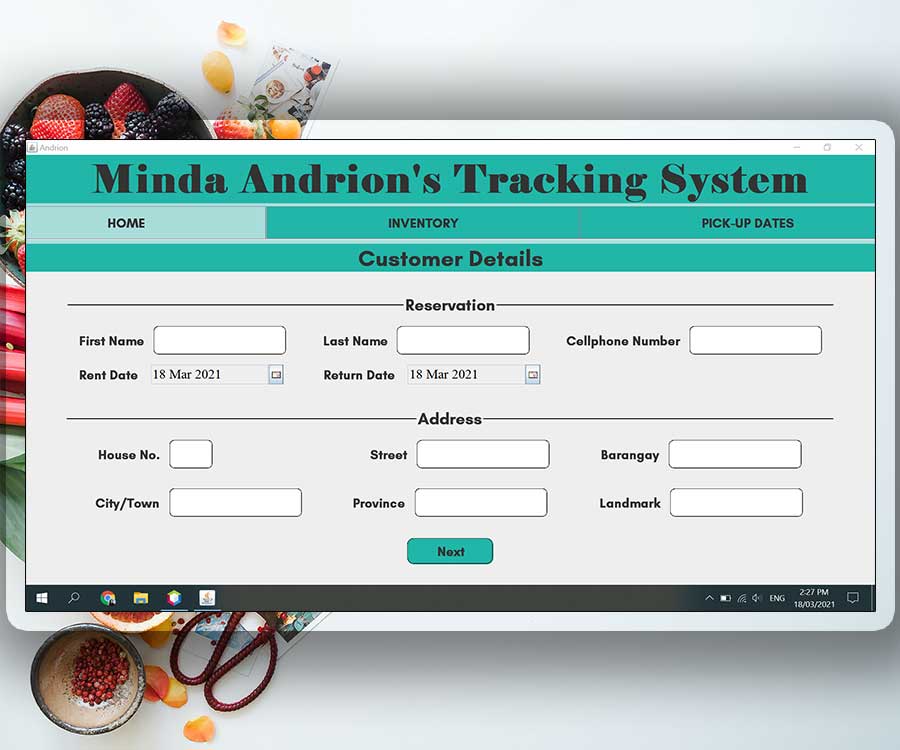 Andrion
Minda Andrion's Tracking System
HOME INVENTORY PICK-UP DATES
Customer Details
Reservation
First Name Last Name Cellphone Number
Rent Date 18 Mar 2021 Return Date 18 Mar 2021
Address
House No. Street Barangay
City/Town Province Landmark
Next
ENG 2:27 PM
18/03/2021